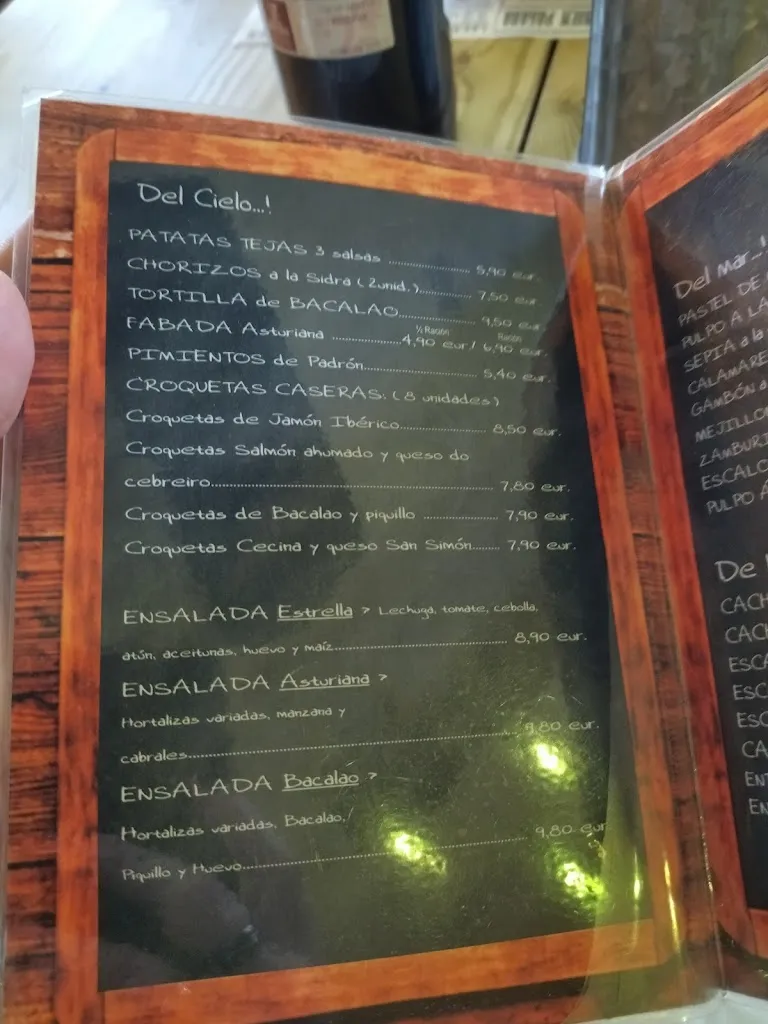 Del Cielo...!
PATATAS TEJAS 3 salsas ........................ 5,90 eur.
CHORIZOS a la Sidra (2unid.)................ 7,50 eur
TORTILLA de BACALAO....................... 9,50 eur.
½ Ración Ración
FABADA Asturiana ....................4,90 eur / 6,90 eur.
PIMIENTOS de Padrón............................. 5,40 eur.
CROQUETAS CASERAS: (8 unidades)
Croquetas de Jamón Ibérico...................... 8,50 eur.
Croquetas Salmón ahumado y queso do
cebreiro........................................................................ 7,80 eur.
Croquetas de Bacalao y piquillo .................. 7,90 eur.
Croquetas Cecina y queso San Simón....... 7,90 eur.
ENSALADA Estrella > Lechuga, tomate, cebolla,
atún, aceitunas, huevo y maíz............................................ 8,90 eur.
ENSALADA Asturiana >
Hortalizas variadas, manzana y
cabrales................................................................................ 9,80 eur.
ENSALADA Bacalao >
Hortalizas variadas, Bacalao,/
Piquillo y Huevo.................................................................. 9,80 eur
Del Mar...!
PASTEL DE
PULPO A LA
SEPIA a la
CALAMARE
GAMBÓN a
MEJILLO
ZAMBURI
ESCALO
PULPO A
De l
CACH
CACH
ESCA
ESC
ESC
CA
EN
EN